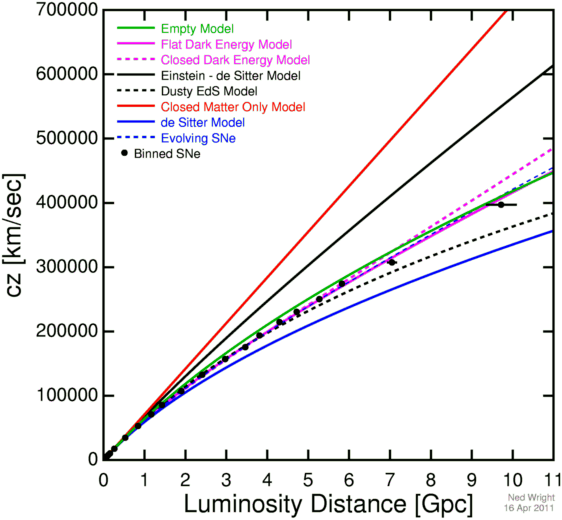 700000
600000
500000
400000
300000
200000
100000
0
cz [km/sec]
Empty Model
Flat Dark Energy Model
Closed Dark Energy Model
Einstein - de Sitter Model
Dusty EdS Model
Closed Matter Only Model
de Sitter Model
Evolving SNe
Binned SNe
0 1 2 3 4 5 6 7 8 9 10 11
Luminosity Distance [Gpc]
Ned Wright
16 Apr 2011